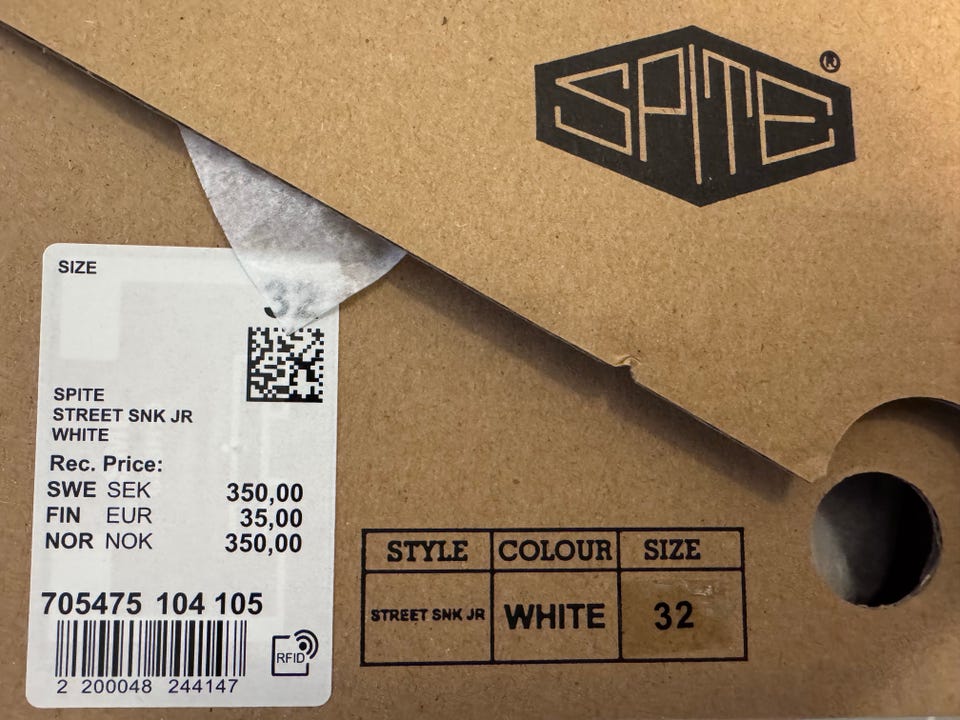 SPITE®
SIZE
32
SPITE
STREET SNK JR
WHITE
Rec. Price:
SWE SEK 350,00
FIN EUR 35,00
NOR NOK 350,00
705475 104 105
2 200048 244147
RFID
STYLE COLOUR SIZE
STREET SNK JR WHITE 32